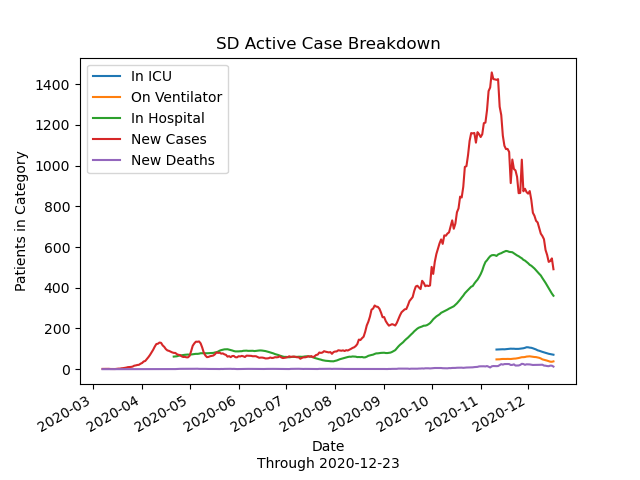 SD Active Case Breakdown
In ICU
On Ventilator
In Hospital
New Cases
New Deaths
1400
1200
1000
800
600
400
200
0
Patients in Category
2020-03
2020-04
2020-05
2020-06
2020-07
2020-08
2020-09
2020-10
2020-11
2020-12
Date
Through 2020-12-23